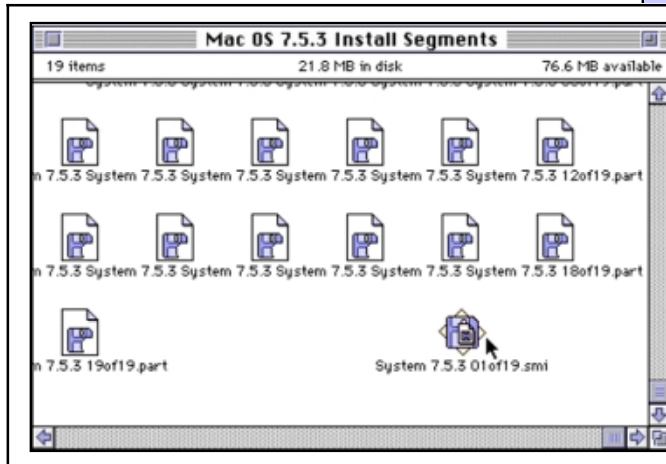 Mac OS 7.5.3 Install Segments
19 items 21.8 MB in disk 76.6 MB available
n 7.5.3 System 7.5.3 System 7.5.3 System 7.5.3 System 7.5.3 System 7.5.3 12of19.part
n 7.5.3 System 7.5.3 System 7.5.3 System 7.5.3 System 7.5.3 System 7.5.3 18of19.part
n 7.5.3 19of19.part System 7.5.3 01of19.smi